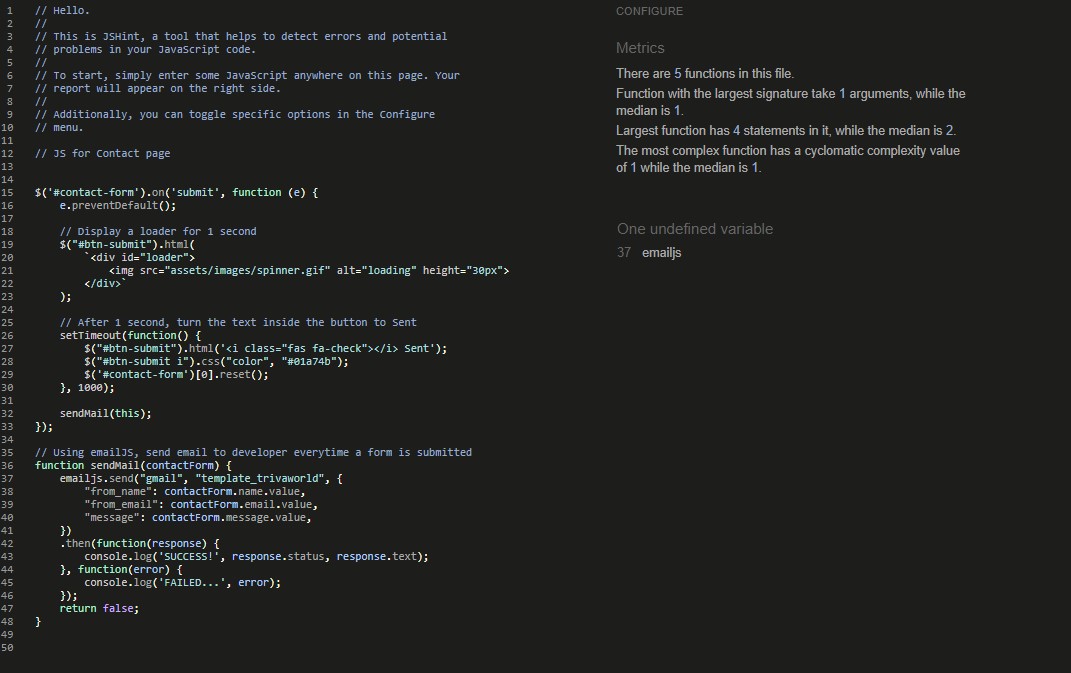 1 // Hello.
2 //
3 // This is JSHint, a tool that helps to detect errors and potential
4 // problems in your JavaScript code.
5 //
6 // To start, simply enter some JavaScript anywhere on this page. Your
7 // report will appear on the right side.
8 //
9 // Additionally, you can toggle specific options in the Configure
10 // menu.
11
12 // JS for Contact page
13
14
15 $('#contact-form').on('submit', function (e) {
16     e.preventDefault();
17
18     // Display a loader for 1 second
19     $("#btn-submit").html(
20         `<div id="loader">
21             <img src="assets/images/spinner.gif" alt="loading" height="30px">
22         </div>`
23     );
24
25     // After 1 second, turn the text inside the button to Sent
26     setTimeout(function() {
27         $("#btn-submit").html('<i class="fas fa-check"></i> Sent');
28         $("#btn-submit i").css("color", "#01a74b");
29         $('#contact-form')[0].reset();
30     }, 1000);
31
32     sendMail(this);
33 });
34
35 // Using emailJS, send email to developer everytime a form is submitted
36 function sendMail(contactForm) {
37     emailjs.send("gmail", "template_trivaworld", {
38         "from_name": contactForm.name.value,
39         "from_email": contactForm.email.value,
40         "message": contactForm.message.value,
41     })
42     .then(function(response) {
43         console.log('SUCCESS!', response.status, response.text);
44     }, function(error) {
45         console.log('FAILED...', error);
46     });
47     return false;
48 }
49
50
CONFIGURE
Metrics
There are 5 functions in this file.
Function with the largest signature take 1 arguments, while the
median is 1.
Largest function has 4 statements in it, while the median is 2.
The most complex function has a cyclomatic complexity value
of 1 while the median is 1.
One undefined variable
37 emailjs